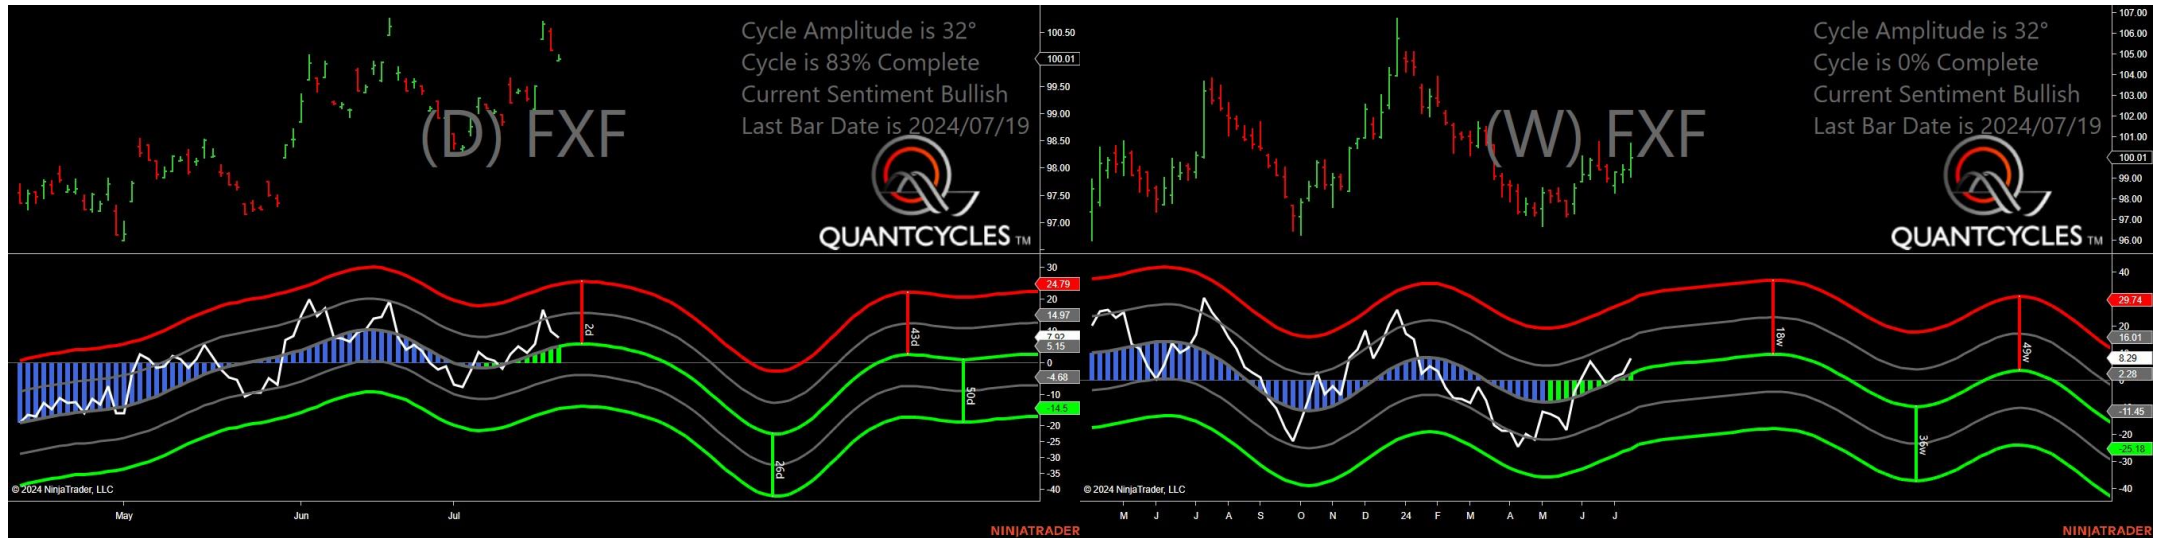 Cycle Amplitude is 32°
Cycle is 83% Complete
Current Sentiment Bullish
Last Bar Date is 2024/07/19
(D) FXF
QUANTCYCLES TM
100.50
100.01
99.50
99.00
98.50
98.00
97.50
97.00
30
24.79
20
14.97
7.92
5.15
0
-4.68
-10
-14.5
-20
-25
-30
-35
-40
2d
26d
43d
50d
© 2024 NinjaTrader, LLC
May
Jun
Jul
NINJATRADER
Cycle Amplitude is 32°
Cycle is 0% Complete
Current Sentiment Bullish
Last Bar Date is 2024/07/19
(W) FXF
QUANTCYCLES TM
107.00
106.00
105.00
104.00
103.00
102.00
101.00
100.01
99.00
98.00
97.00
96.00
40
29.74
20
16.01
8.29
2.28
0
-11.45
-20
-25.18
-30
-40
18w
36w
49w
© 2024 NinjaTrader, LLC
M
J
J
A
S
O
N
D
24
F
M
A
M
J
J
NINJATRADER